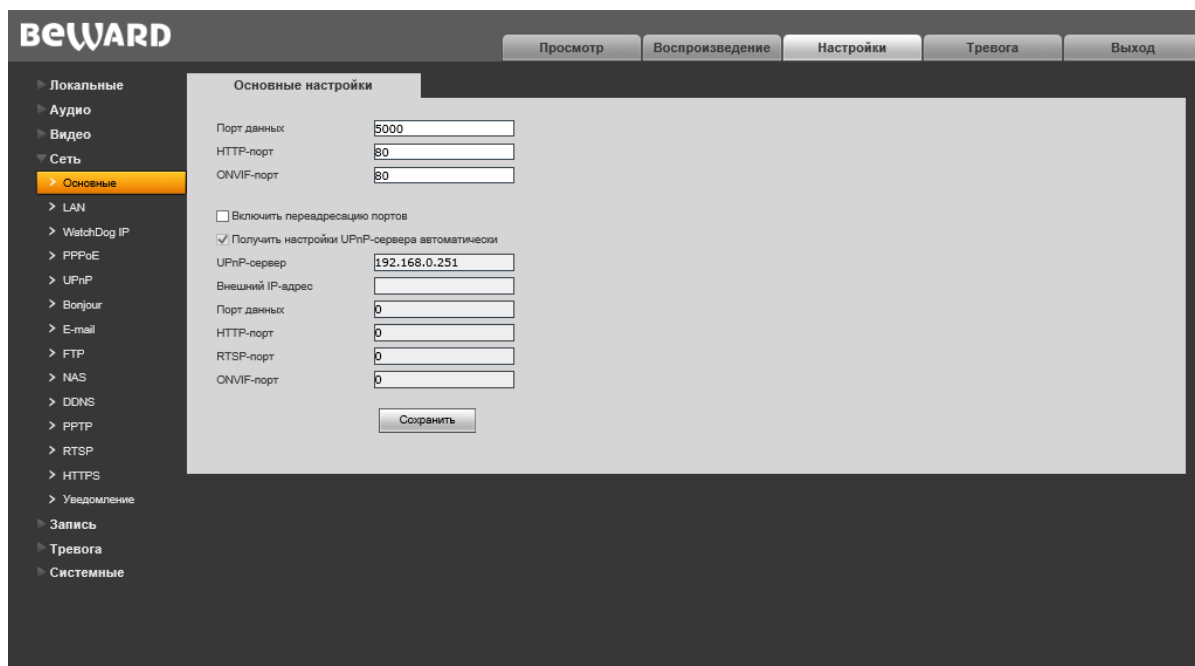 BEWARD
Просмотр
Воспроизведение
Настройки
Тревога
Выход
Локальные
Аудио
Видео
Сеть
Основные
LAN
WatchDog IP
PPPoE
UPnP
Bonjour
E-mail
FTP
NAS
DDNS
PPTP
RTSP
HTTPS
Уведомление
Запись
Тревога
Системные
Основные настройки
Порт данных 5000
HTTP-порт 80
ONVIF-порт 80
Включить переадресацию портов
Получить настройки UPnP-сервера автоматически
UPnP-сервер 192.168.0.251
Внешний IP-адрес
Порт данных 0
HTTP-порт 0
RTSP-порт 0
ONVIF-порт 0
Сохранить